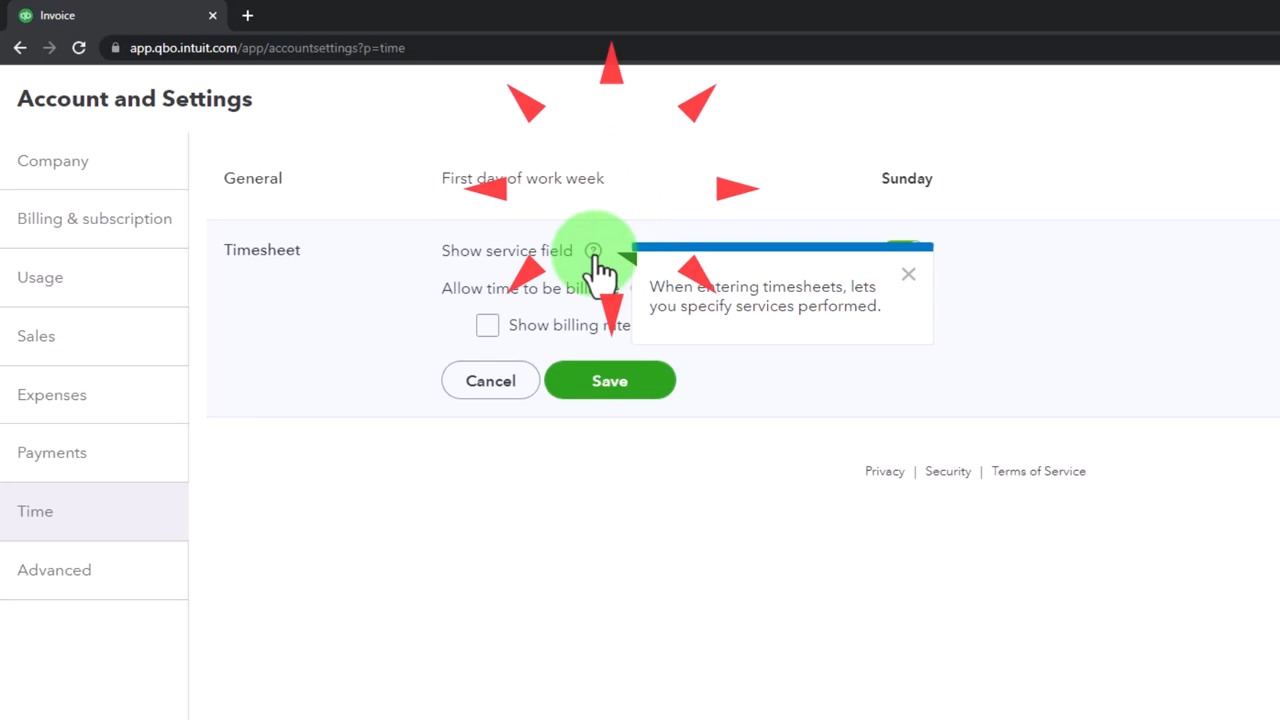 Invoice
app.qbo.intuit.com/app/accountsettings?p=time
Account and Settings
Company
Billing & subscription
Usage
Sales
Expenses
Payments
Time
Advanced
General
First day of work week
Sunday
Timesheet
Show service field
Allow time to be
Show billing rate
When entering timesheets, lets
you specify services performed.
Cancel
Save
Privacy | Security | Terms of Service